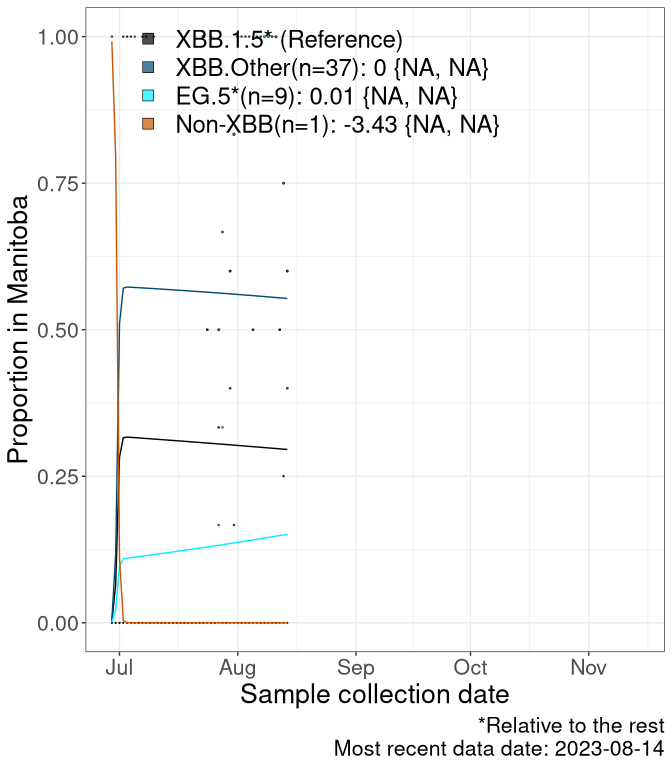 1.00
0.75
0.50
0.25
0.00
Proportion in Manitoba
XBB.1.5* (Reference)
XBB.Other(n=37): 0 {NA, NA}
EG.5*(n=9): 0.01 {NA, NA}
Non-XBB(n=1): -3.43 {NA, NA}
Jul Aug Sep Oct Nov
Sample collection date
*Relative to the rest
Most recent data date: 2023-08-14